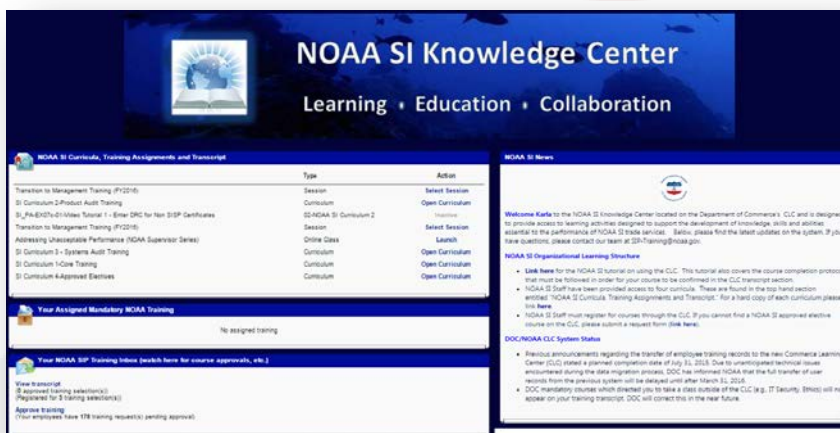 NOAA SI Knowledge Center
Learning • Education • Collaboration
NOAA SI Curricula, Training Assignments and Transcript
Type Action
Transition to Management Training (FY2016) Session Select Session
SI Curriculum 2-Product Audit Training Curriculum Open Curriculum
SI_PA-EX07c-01-Video Tutorial 1 - Enter DRC for Non SISP Certificates 02-NOAA SI Curriculum 2 Inactive
Transition to Management Training (FY2016) Session Select Session
Addressing Unacceptable Performance (NOAA Supervisor Series) Online Class Launch
SI Curriculum 3 - Systems Audit Training Curriculum Open Curriculum
SI Curriculum 1-Core Training Curriculum Open Curriculum
SI Curriculum 4-Approved Electives Curriculum Open Curriculum
Your Assigned Mandatory NOAA Training
No assigned training
Your NOAA SIP Training Inbox (watch here for course approvals, etc.)
View transcript
approved training selection(s))
(Registered for 5 training selection(s))
Approve training
(Your employees have 178 training request(s) pending approval)
NOAA SI News
Welcome Karla to the NOAA SI Knowledge Center located on the Department of Commerce's CLC and is designed
to provide access to learning activities designed to support the development of knowledge, skills and abilities
essential to the performance of NOAA SI trade services. Below, please find the latest updates on the system. If you
have questions, please contact our team at SIP-Training@noaa.gov.
NOAA SI Organizational Learning Structure
• Link here for the NOAA SI tutorial on using the CLC. This tutorial also covers the course completion protocol
that must be followed in order for your course to be confirmed in the CLC transcript section.
• NOAA SI Staff have been provided access to four curricula. These are found in the top hand section
entitled "NOAA SI Curricula, Training Assignments and Transcript." For a hard copy of each curriculum,please
link here.
• NOAA SI Staff must register for courses through the CLC. If you cannot find a NOAA SI approved elective
course on the CLC, please submit a request form (link here).
DOC/NOAA CLC System Status
• Previous announcements regarding the transfer of employee training records to the new Commerce Learning
Center (CLC) stated a planned completion date of July 31, 2015. Due to unanticipated technical issues
encountered during the data migration process, DOC has informed NOAA that the full transfer of user
records from the previous system will be delayed until after March 31, 2016.
• DOC mandatory courses which directed you to take a class outside of the CLC (e.g., IT Security, Ethics) will not
appear on your training transcript. DOC will correct this in the near future.